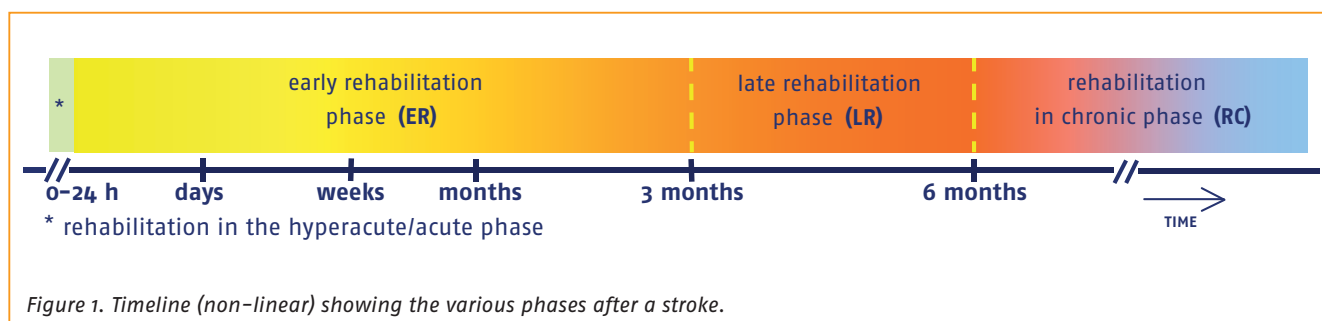 early rehabilitation
phase (ER)
late rehabilitation
phase (LR)
rehabilitation
in chronic phase (RC)
*
0–24 h
days
weeks
months
3 months
6 months
TIME
* rehabilitation in the hyperacute/acute phase
Figure 1. Timeline (non-linear) showing the various phases after a stroke.